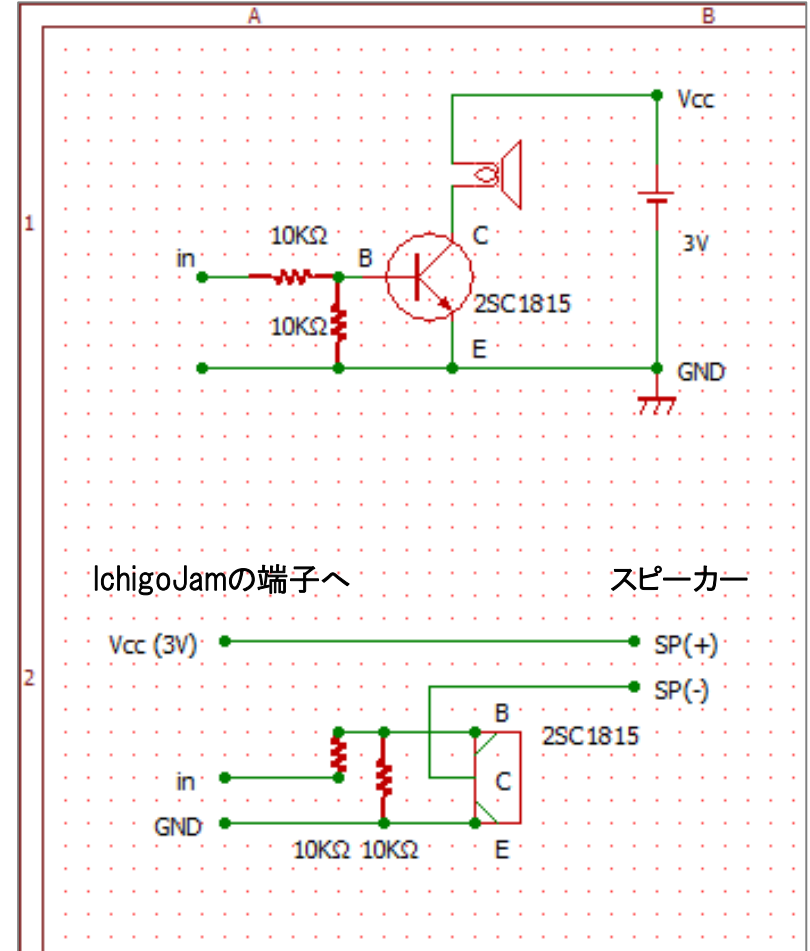 A
B
Vcc
1
10KΩ
B
C
in
3V
10KΩ
2SC1815
E
GND
IchigoJamの端子へ
スピーカー
Vcc (3V)
SP(+)
2
SP(-)
B
2SC1815
in
C
GND
10KΩ 10KΩ
E